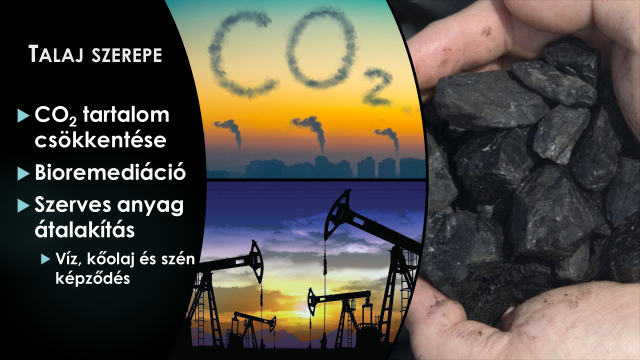 TALAJ SZEREPE
CO₂ tartalom
csökkentése
Bioremediáció
Szerves anyag
átalakítás
Víz, kőolaj és szén
képződés
CO₂